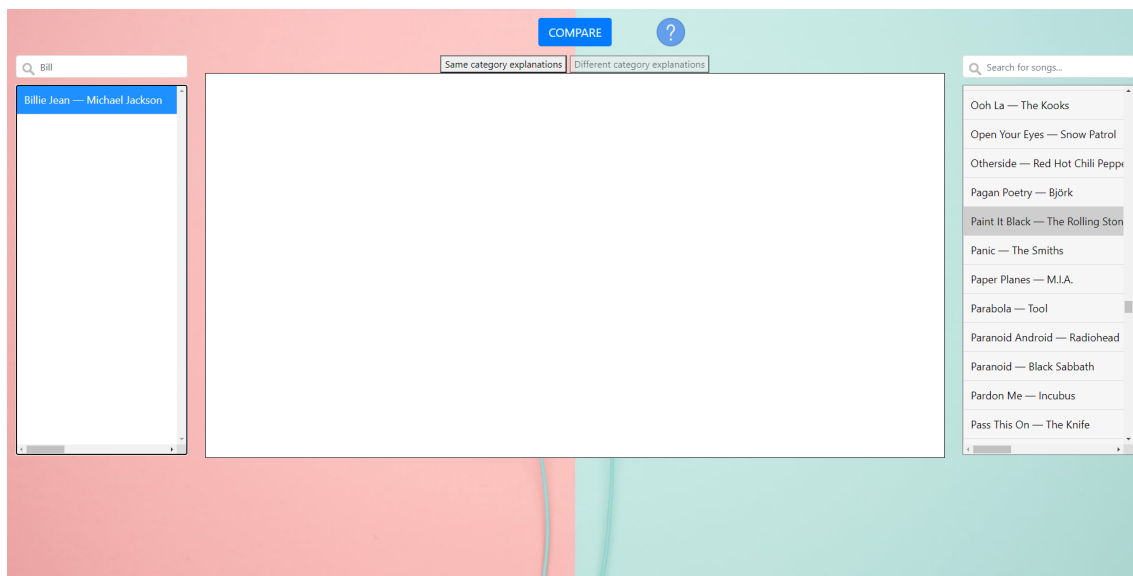 COMPARE
?
Same category explanations
Different category explanations
Bill
Billie Jean — Michael Jackson
Search for songs...
Ooh La — The Kooks
Open Your Eyes — Snow Patrol
Otherside — Red Hot Chili Peppe
Pagan Poetry — Björk
Paint It Black — The Rolling Ston
Panic — The Smiths
Paper Planes — M.I.A.
Parabola — Tool
Paranoid Android — Radiohead
Paranoid — Black Sabbath
Pardon Me — Incubus
Pass This On — The Knife